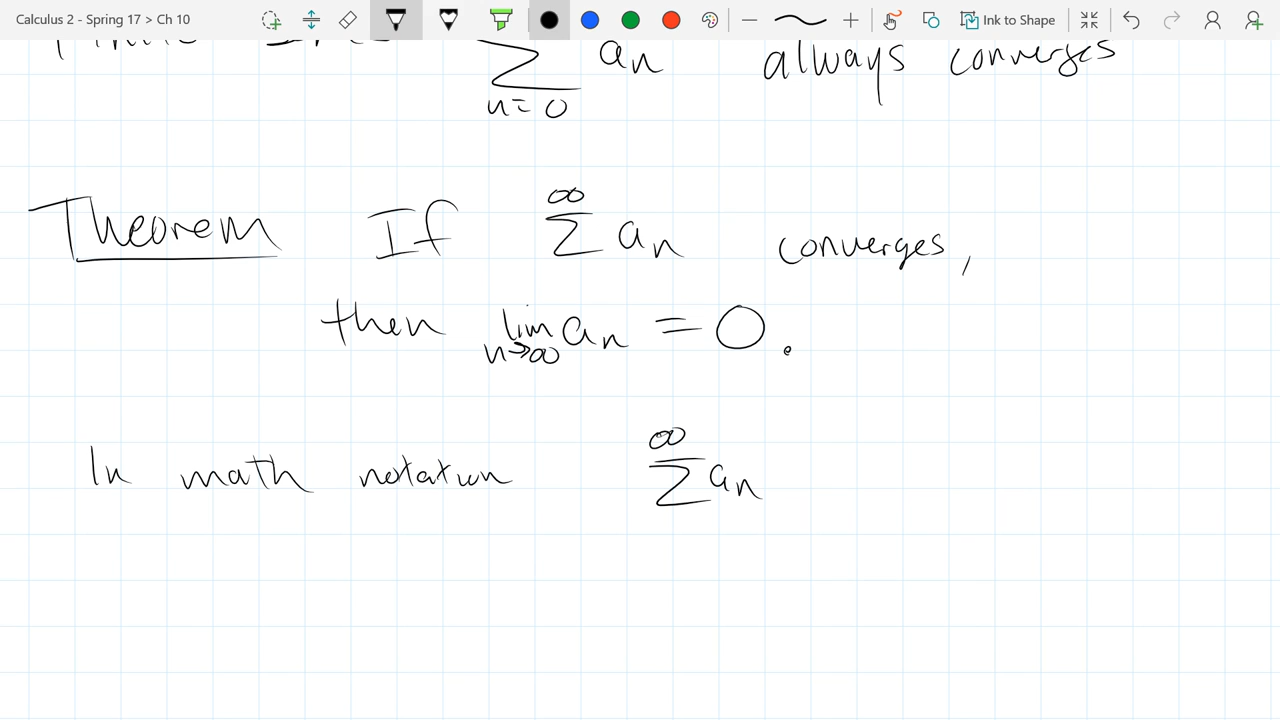 Calculus 2 - Spring 17 > Ch 10
Ink to Shape
∑ aₙ always converges
n=0
Theorem If ∑^∞ aₙ converges,
then lim n→∞ aₙ = 0.
In math notation ∑^∞ aₙ